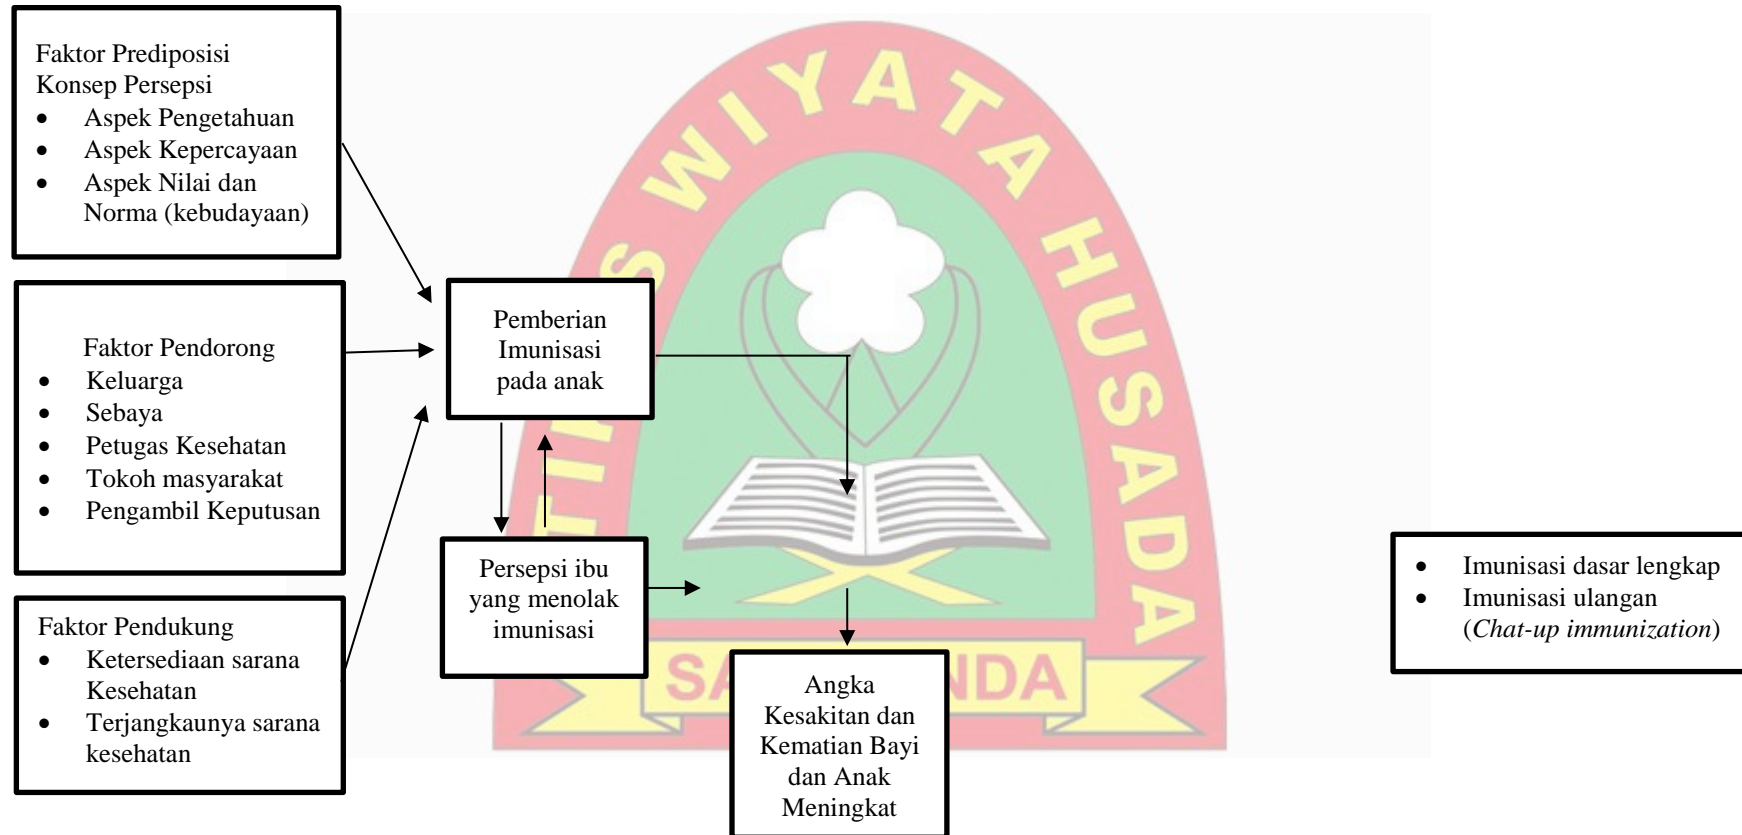 Faktor Prediposisi
Konsep Persepsi
• Aspek Pengetahuan
• Aspek Kepercayaan
• Aspek Nilai dan
Norma (kebudayaan)
Faktor Pendorong
• Keluarga
• Sebaya
• Petugas Kesehatan
• Tokoh masyarakat
• Pengambil Keputusan
Faktor Pendukung
• Ketersediaan sarana
Kesehatan
• Terjangkaunya sarana
kesehatan
Pemberian
Imunisasi
pada anak
Persepsi ibu
yang menolak
imunisasi
Angka
Kesakitan dan
Kematian Bayi
dan Anak
Meningkat
• Imunisasi dasar lengkap
• Imunisasi ulangan
(Chat-up immunization)
WIYATA HUSADA